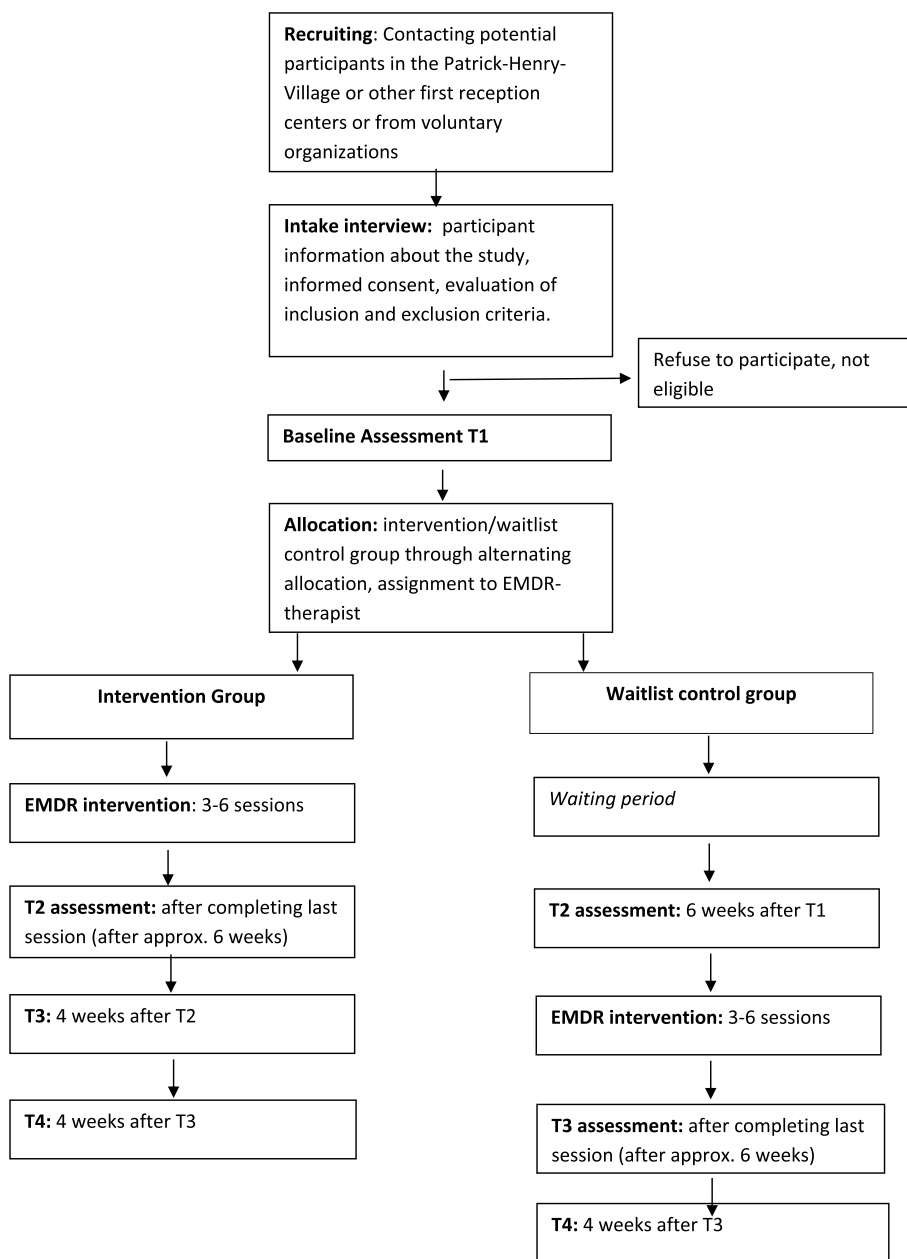 Recruiting: Contacting potential
participants in the Patrick-Henry-
Village or other first reception
centers or from voluntary
organizations
Intake interview:  participant
information about the study,
informed consent, evaluation of
inclusion and exclusion criteria.
Refuse to participate, not
eligible
Baseline Assessment T1
Allocation: intervention/waitlist
control group through alternating
allocation, assignment to EMDR-
therapist
Intervention Group
EMDR intervention: 3-6 sessions
T2 assessment: after completing last
session (after approx. 6 weeks)
T3: 4 weeks after T2
T4: 4 weeks after T3
Waitlist control group
Waiting period
T2 assessment: 6 weeks after T1
EMDR intervention: 3-6 sessions
T3 assessment: after completing last
session (after approx. 6 weeks)
T4: 4 weeks after T3